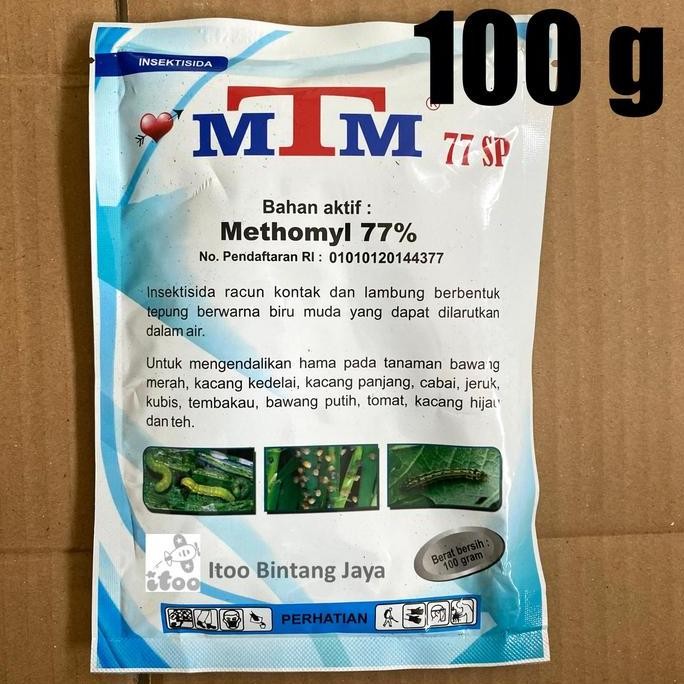 100 g
INSEKTISIDA
MTM ®
77 SP
Bahan aktif :
Methomyl 77%
No. Pendaftaran RI : 01010120144377
Insektisida racun kontak dan lambung berbentuk
tepung berwarna biru muda yang dapat dilarutkan
dalam air.
Untuk mengendalikan hama pada tanaman bawang
merah, kacang kedelai, kacang panjang, cabai, jeruk,
kubis, tembakau, bawang putih, tomat, kacang hijau
dan teh.
Berat bersih :
100 gram
itoo
Itoo Bintang Jaya
PERHATIAN